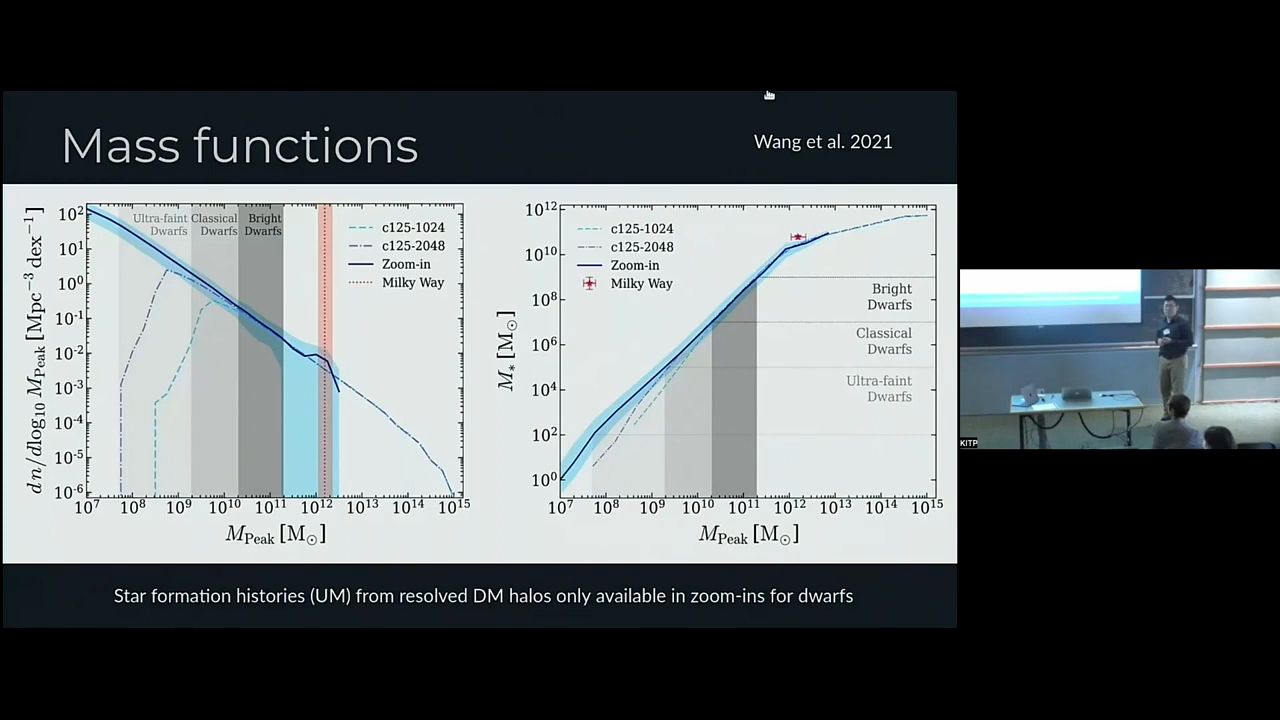 Mass functions
Wang et al. 2021
dn/dlog₁₀ M_Peak [Mpc⁻³ dex⁻¹]
10² 10¹ 10⁰ 10⁻¹ 10⁻² 10⁻³ 10⁻⁴ 10⁻⁵ 10⁻⁶
Ultra-faint Dwarfs
Classical Dwarfs
Bright Dwarfs
c125-1024
c125-2048
Zoom-in
Milky Way
10⁷ 10⁸ 10⁹ 10¹⁰ 10¹¹ 10¹² 10¹³ 10¹⁴ 10¹⁵
M_Peak [M⊙]
M* [M⊙]
10¹² 10¹⁰ 10⁸ 10⁶ 10⁴ 10² 10⁰
c125-1024
c125-2048
Zoom-in
Milky Way
Bright
Dwarfs
Classical
Dwarfs
Ultra-faint
Dwarfs
10⁷ 10⁸ 10⁹ 10¹⁰ 10¹¹ 10¹² 10¹³ 10¹⁴ 10¹⁵
M_Peak [M⊙]
Star formation histories (UM) from resolved DM halos only available in zoom-ins for dwarfs
KITP